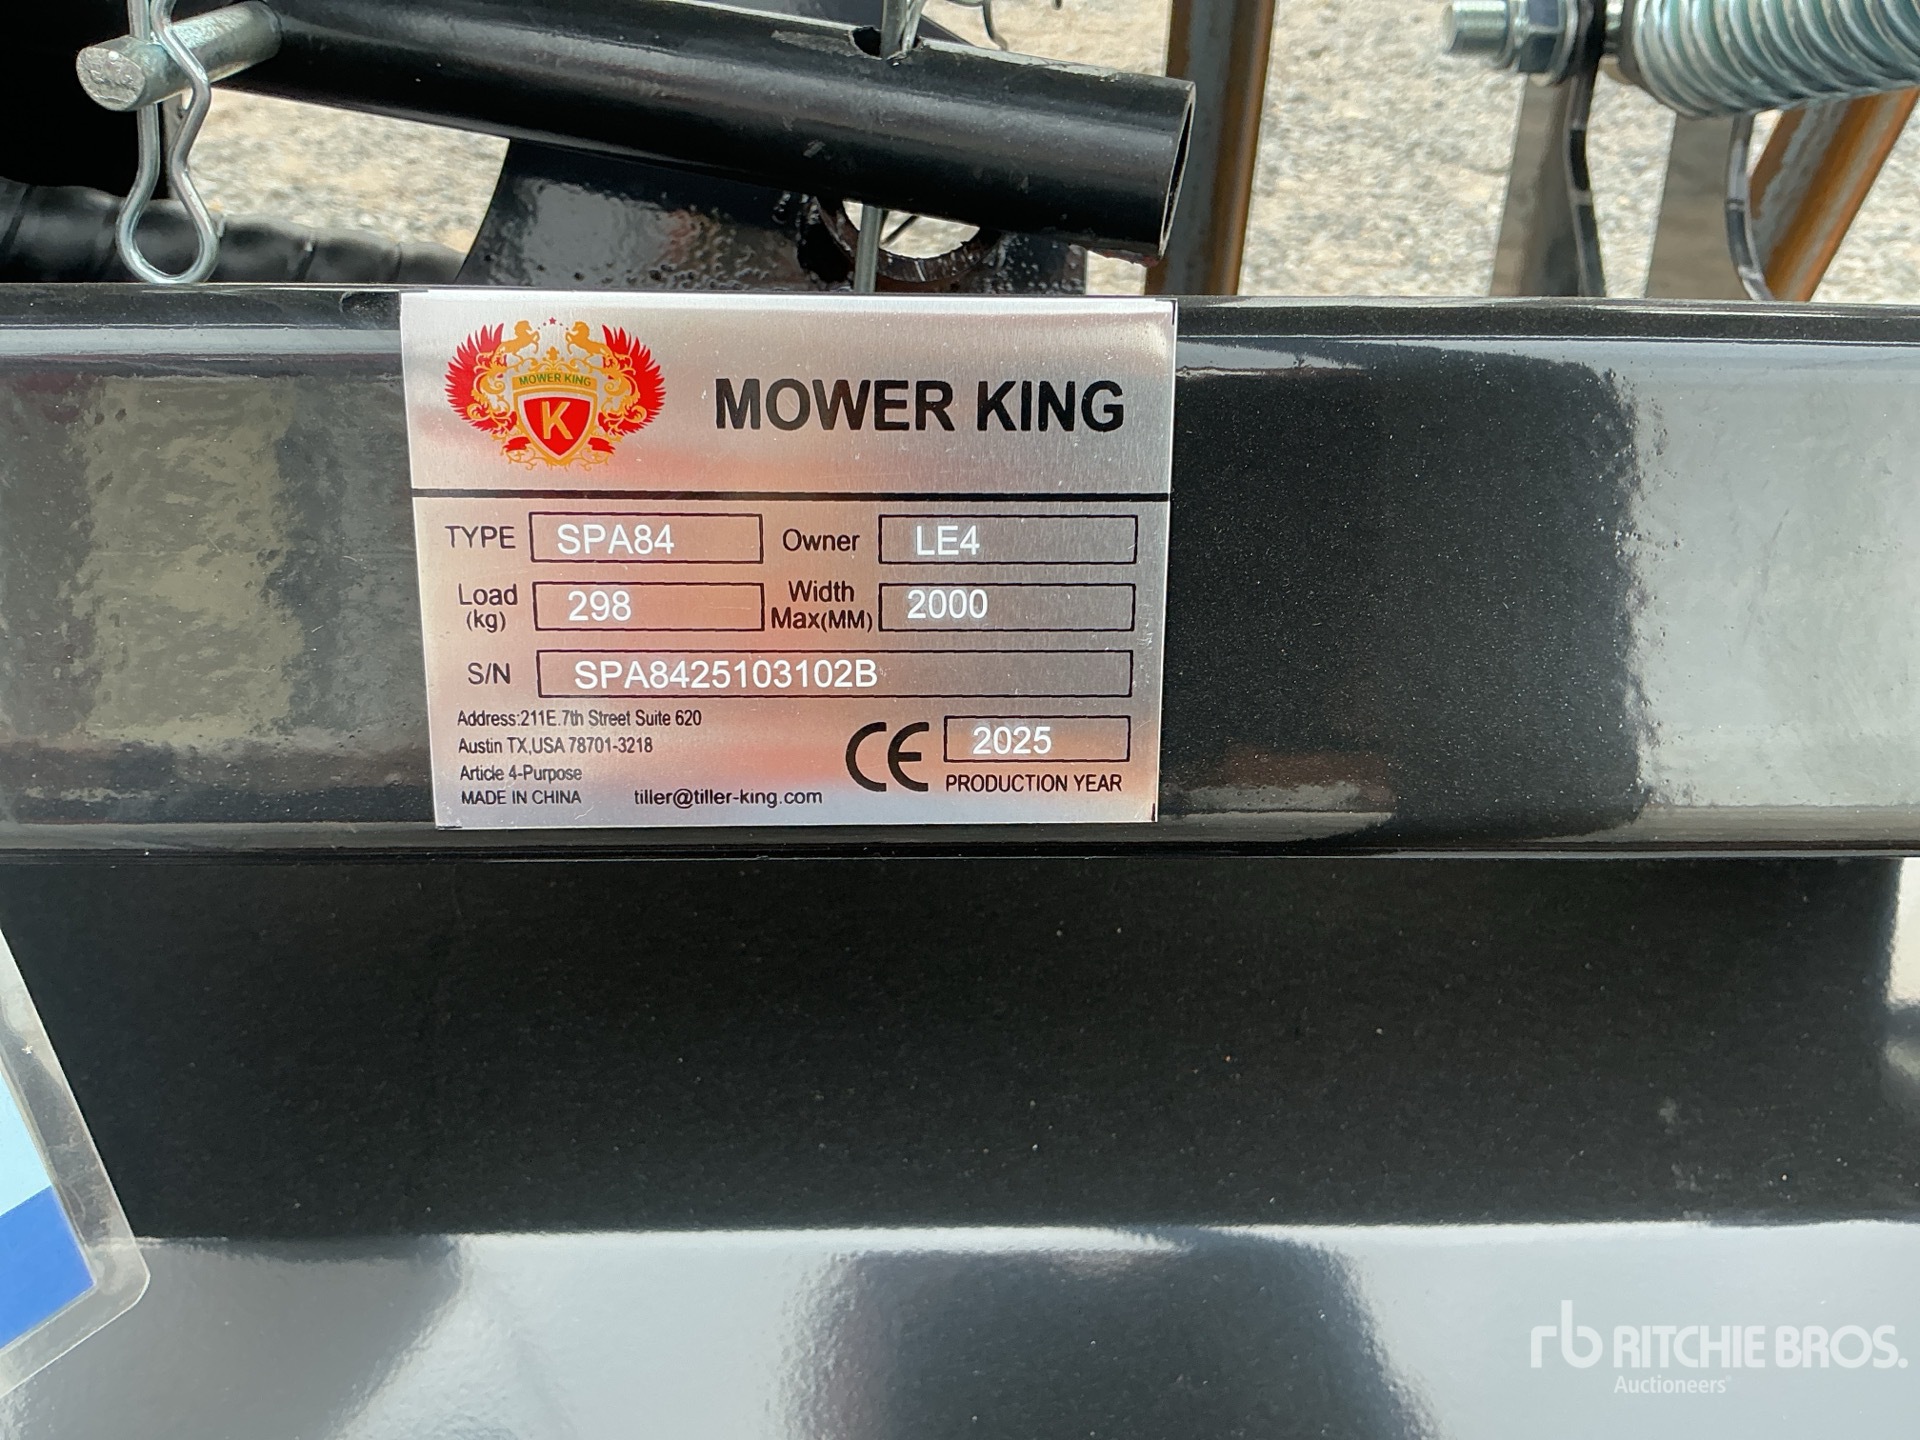 MOWER KING
K
MOWER KING
TYPE SPA84 Owner LE4
Load (kg) 298 Width Max(MM) 2000
S/N SPA8425103102B
Address:211E.7th Street Suite 620
Austin TX,USA 78701-3218
Article 4-Purpose
MADE IN CHINA tiller@tiller-king.com
CE 2025
PRODUCTION YEAR
rb RITCHIE BROS.
Auctioneers